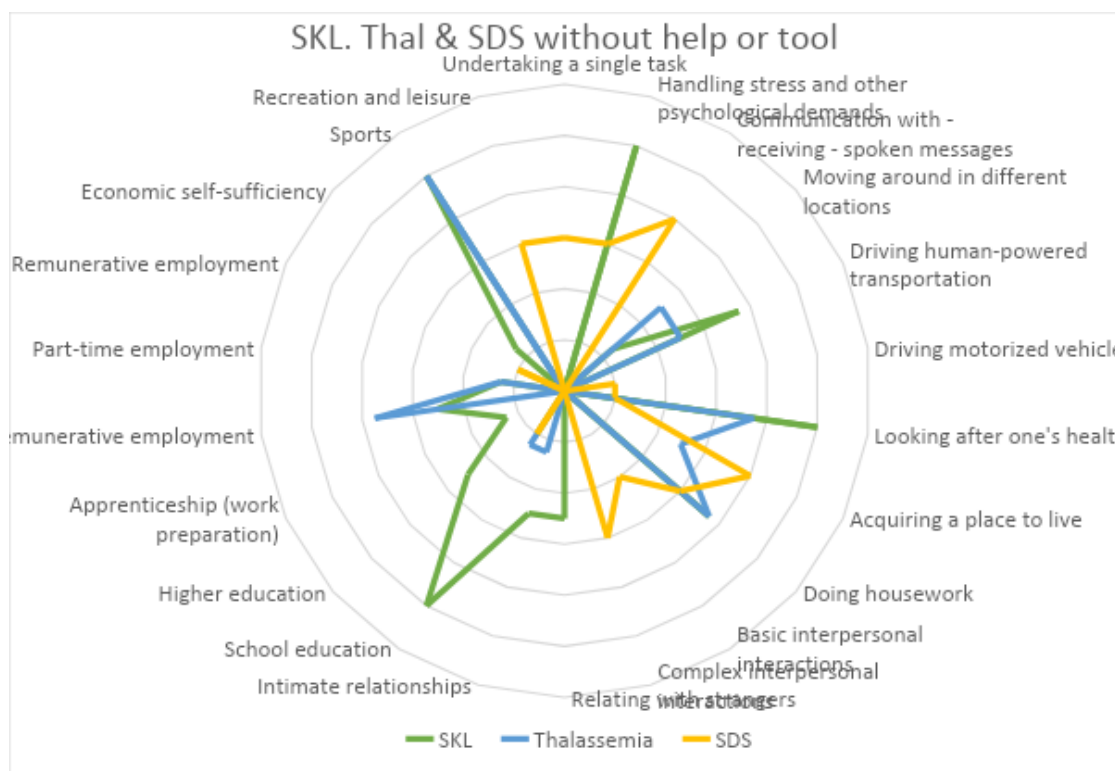 SKL. Thal & SDS without help or tool
Undertaking a single task
Handling stress and other
psychological demands
Communication with -
receiving - spoken messages
Moving around in different
locations
Driving human-powered
transportation
Driving motorized vehicle
Looking after one's healt
Acquiring a place to live
Doing housework
Basic interpersonal
interactions
Complex interpersonal
interactions
Relating with strangers
Intimate relationships
School education
Higher education
Apprenticeship (work
preparation)
emunerative employment
Part-time employment
Remunerative employment
Economic self-sufficiency
Sports
Recreation and leisure
SKL
Thalassemia
SDS